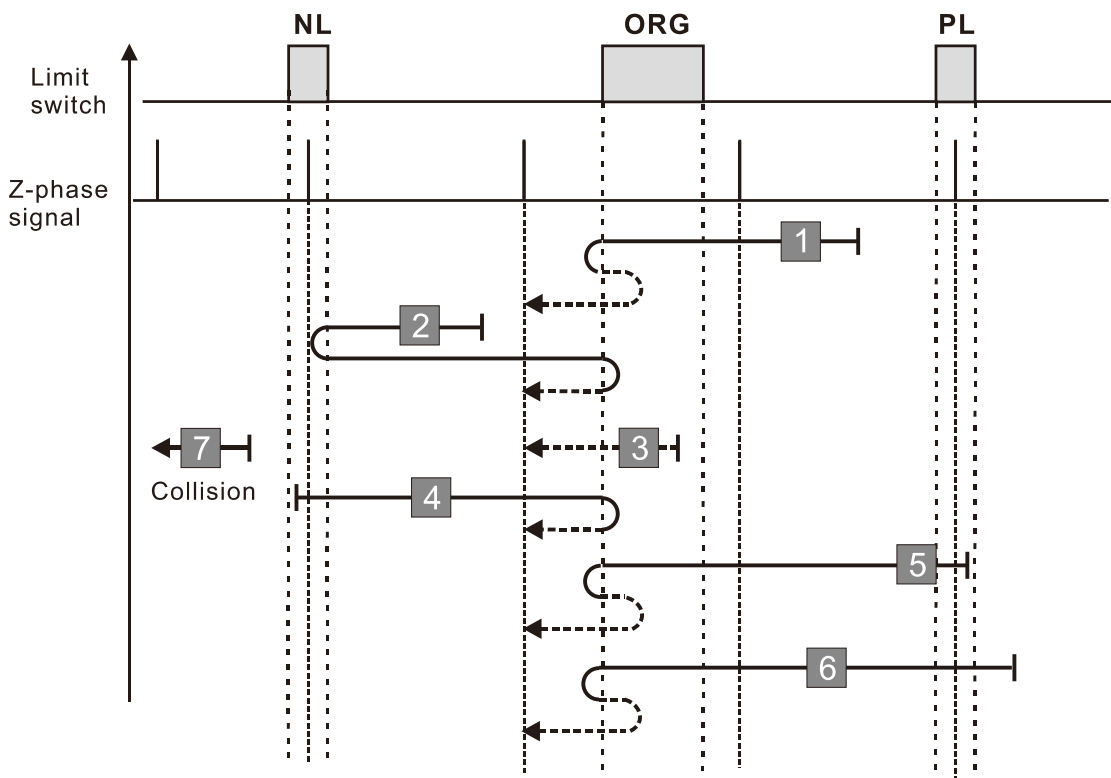 NL ORG PL
Limit
switch
Z-phase
signal
1
2
7 3
Collision
4
5
6